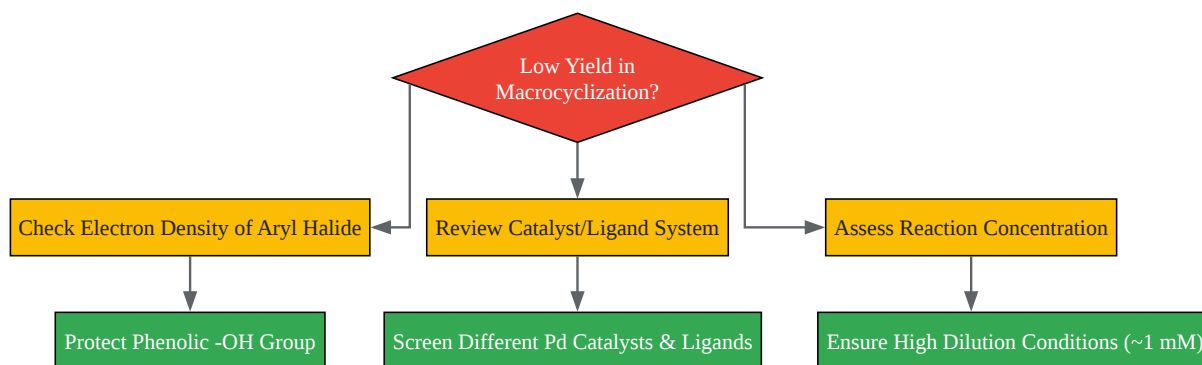 Low Yield in
Macrocyclization?
Check Electron Density of Aryl Halide
Review Catalyst/Ligand System
Assess Reaction Concentration
Protect Phenolic -OH Group
Screen Different Pd Catalysts & Ligands
Ensure High Dilution Conditions (~1 mM)